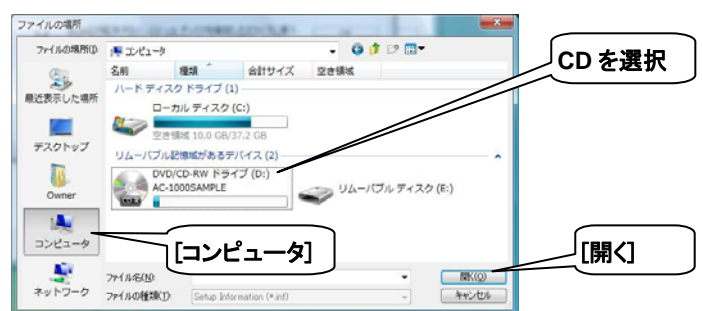 ファイルの場所
ファイルの場所(I):
コンピュータ
名前 種類 合計サイズ 空き領域
CD を選択
ハード ディスク ドライブ (1)
ローカル ディスク (C:)
空き領域 10.0 GB/37.2 GB
リムーバブル記憶域があるデバイス (2)
DVD/CD-RW ドライブ (D:)
AC-1000SAMPLE
CD-R
リムーバブル ディスク (E:)
最近表示した場所
デスクトップ
Owner
コンピュータ
ネットワーク
[コンピュータ]
[開く]
ファイル名(N):
開く(O)
ファイルの種類(T):
Setup Information (*.inf)
キャンセル